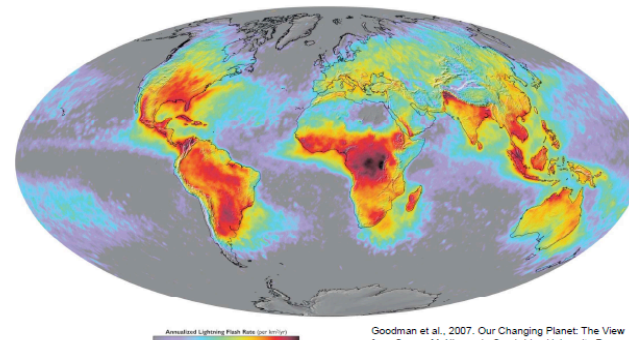 Annualized Lightning Flash Rate (per km²/yr)
Goodman et al., 2007. Our Changing Planet: The View